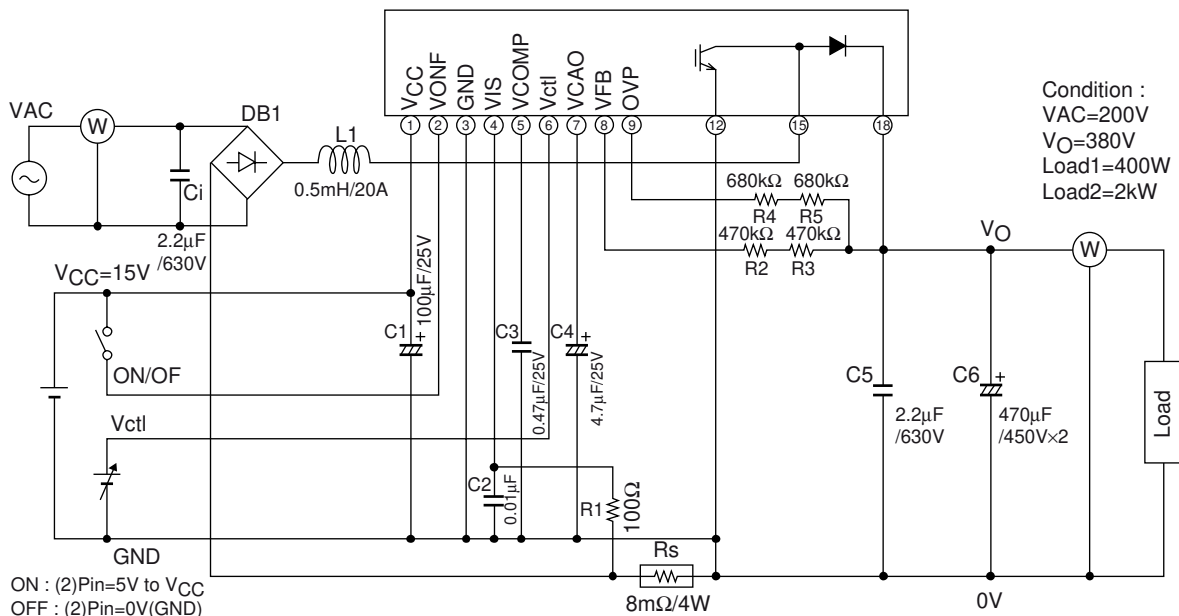 VCC
VONF
GND
VIS
VCOMP
Vctl
VCAO
VFB
OVP
1
2
3
4
5
6
7
8
9
12
15
18
Condition :
VAC=200V
VO=380V
Load1=400W
Load2=2kW
VAC
W
DB1
L1
0.5mH/20A
Ci
2.2μF
/630V
680kΩ
680kΩ
R4
R5
470kΩ
470kΩ
R2
R3
VO
W
VCC=15V
100μF/25V
C1
+
C3
0.47μF/25V
C4
+
4.7μF/25V
ON/OF
Vctl
C2
0.01μF
R1
100Ω
C5
2.2μF
/630V
C6
+
470μF
/450V×2
Load
GND
Rs
8mΩ/4W
0V
ON : (2)Pin=5V to VCC
OFF : (2)Pin=0V(GND)